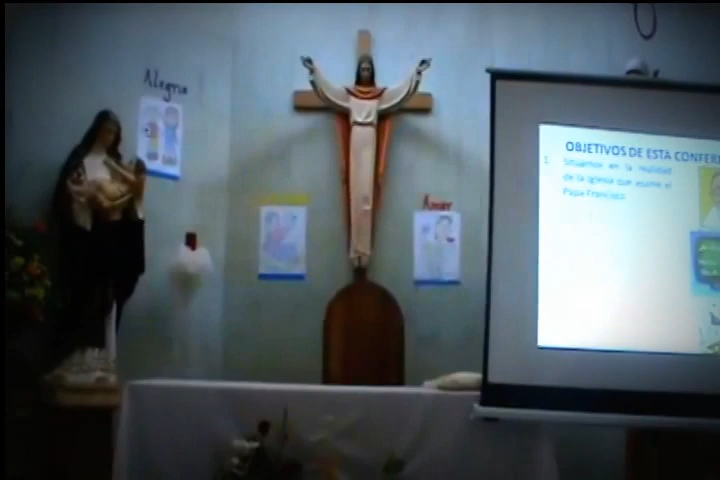 Alegria
Amor
OBJETIVOS DE ESTA CONFER
1. Situarnos en la realidad
de la Iglesia que asume el
Papa Francisco